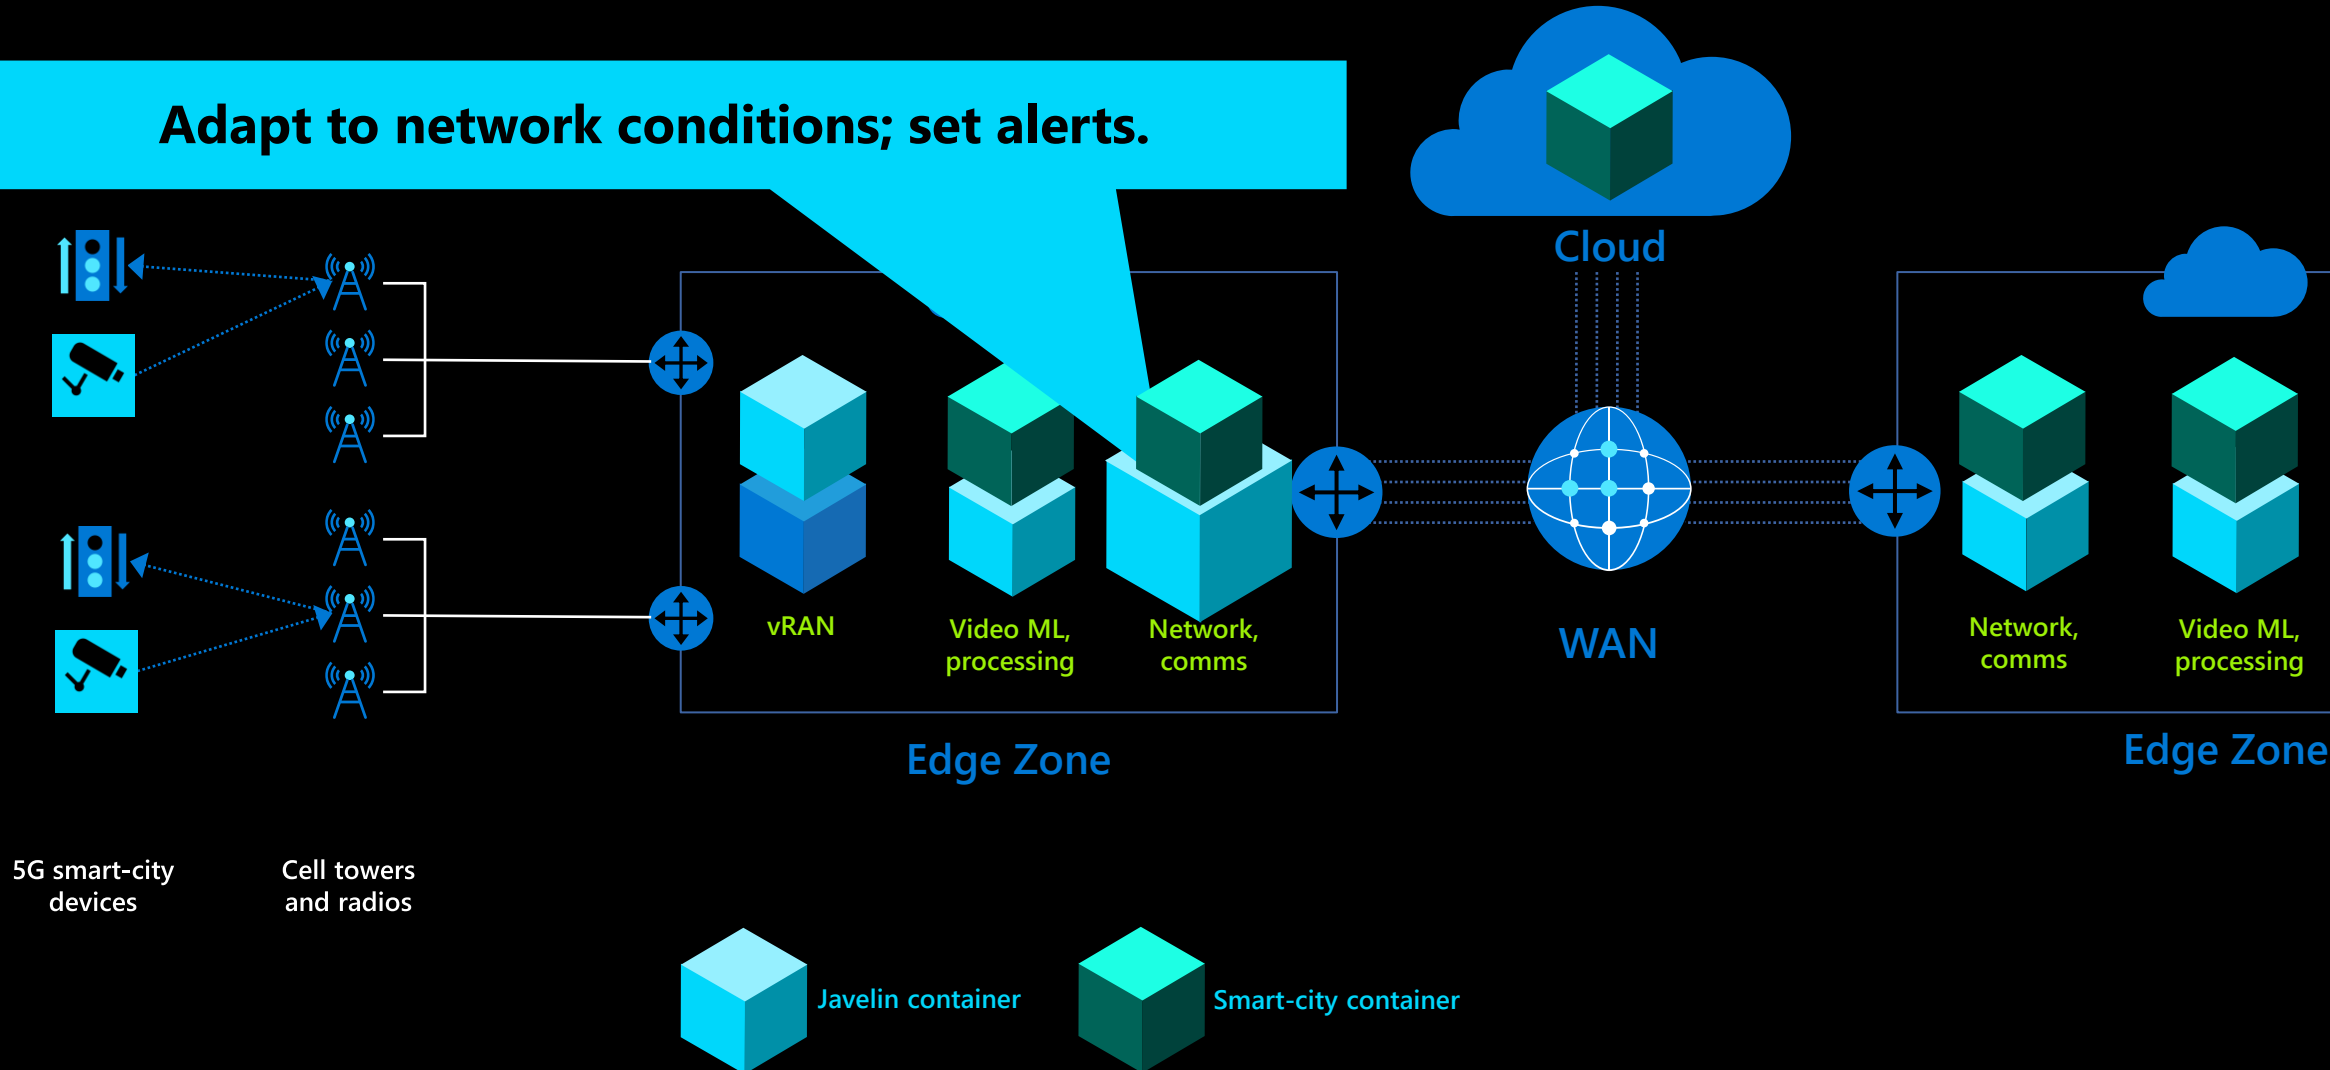 Adapt to network conditions; set alerts.
Cloud
vRAN
Video ML,
processing
Network,
comms
WAN
Network,
comms
Video ML,
processing
Edge Zone
Edge Zone
5G smart-city
devices
Cell towers
and radios
Javelin container
Smart-city container